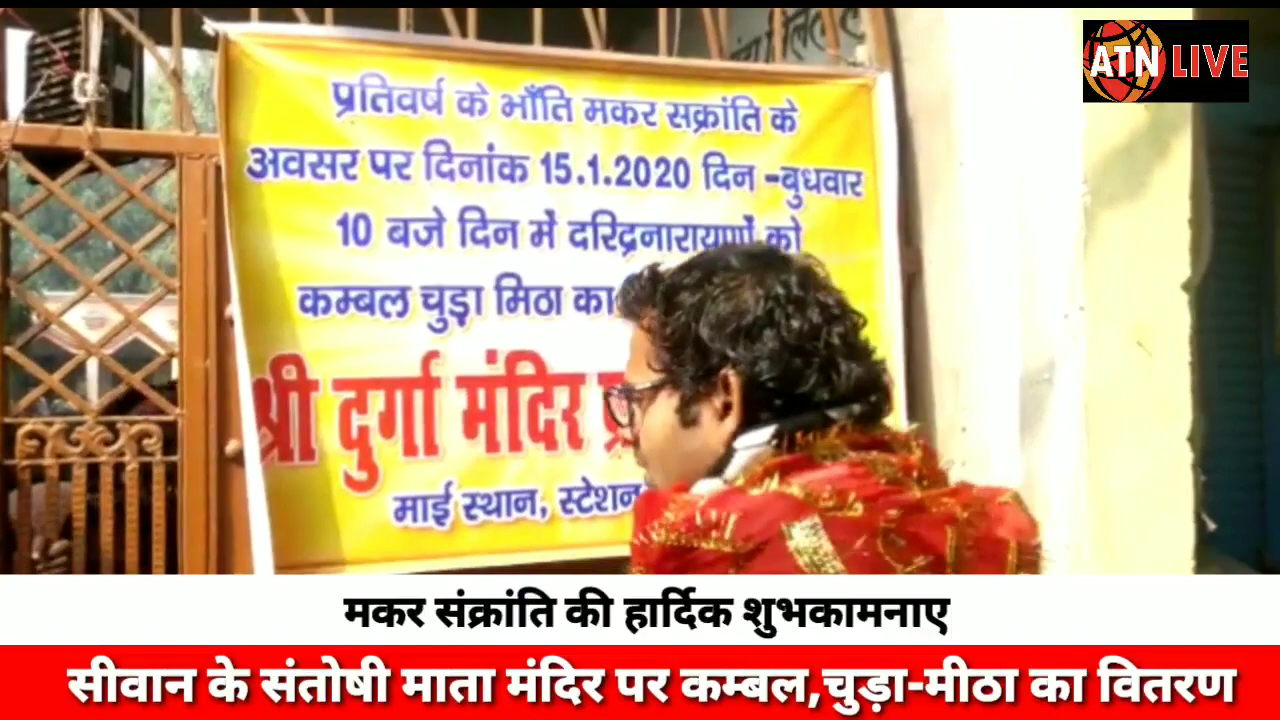 ATN LIVE
प्रतिवर्ष के भाँति मकर सक्रांति के
अवसर पर दिनांक 15.1.2020 दिन -बुधवार
10 बजे दिन में दरिद्रनारायणों को
कम्बल चुड़ा मिठा का
श्री दुर्गा मंदिर
माई स्थान, स्टेशन
मकर संक्रांति की हार्दिक शुभकामनाए
सीवान के संतोषी माता मंदिर पर कम्बल,चुड़ा-मीठा का वितरण